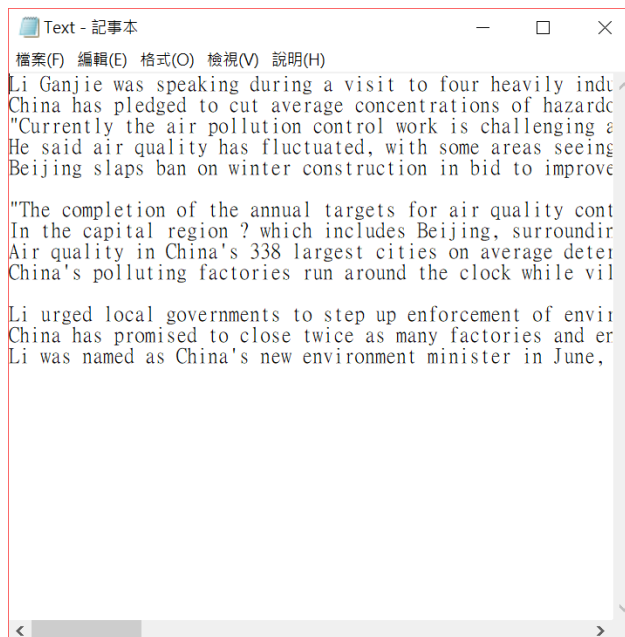 Text - 記事本
檔案(F) 編輯(E) 格式(O) 檢視(V) 說明(H)
Li Ganjie was speaking during a visit to four heavily indu
China has pledged to cut average concentrations of hazardo
"Currently the air pollution control work is challenging a
He said air quality has fluctuated, with some areas seeing
Beijing slaps ban on winter construction in bid to improve
"The completion of the annual targets for air quality cont
In the capital region ? which includes Beijing, surroundin
Air quality in China's 338 largest cities on average deter
China's polluting factories run around the clock while vil
Li urged local governments to step up enforcement of envir
China has promised to close twice as many factories and en
Li was named as China's new environment minister in June,